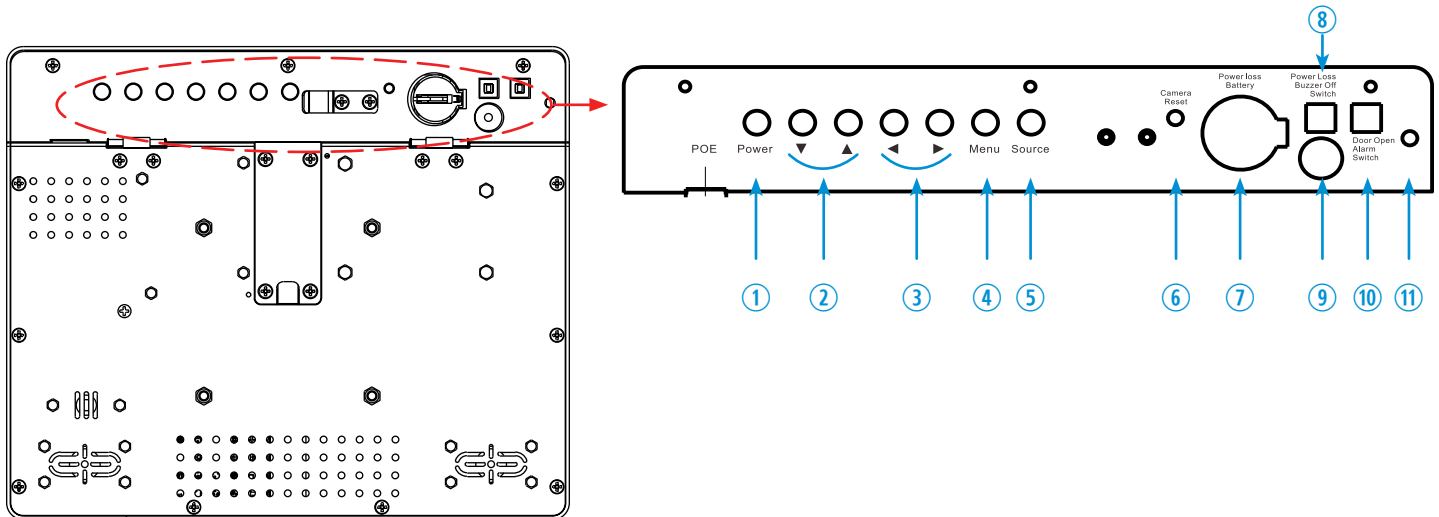 ⑧
Power loss
Battery
Power Loss
Buzzer Off
Switch
Camera
Reset
POE
Power
▼
▲
◀
▶
Menu
Source
Door Open
Alarm
Switch
①
②
③
④
⑤
⑥
⑦
⑨
⑩
⑪